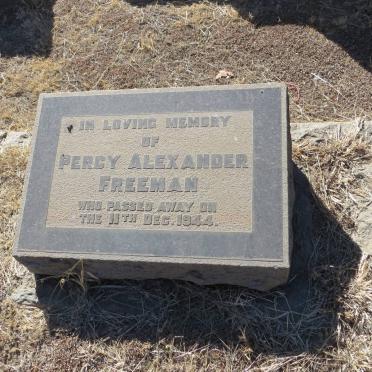 IN LOVING MEMORY
OF
PERCY ALEXANDER
FREEMAN
WHO PASSED AWAY ON
THE 11TH DEC. 1944.